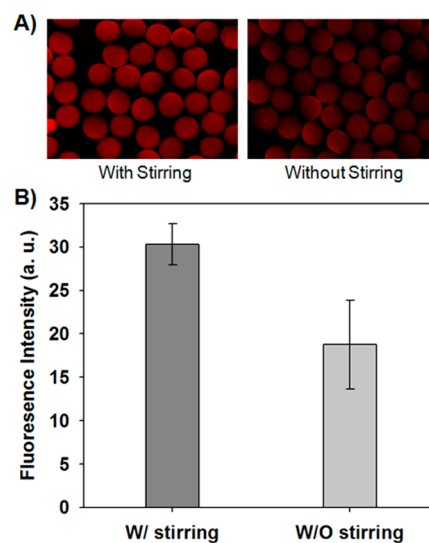 A)
With Stirring Without Stirring
B)
Fluoresence Intensity (a. u.)
35
30
25
20
15
10
5
0
W/ stirring W/O stirring